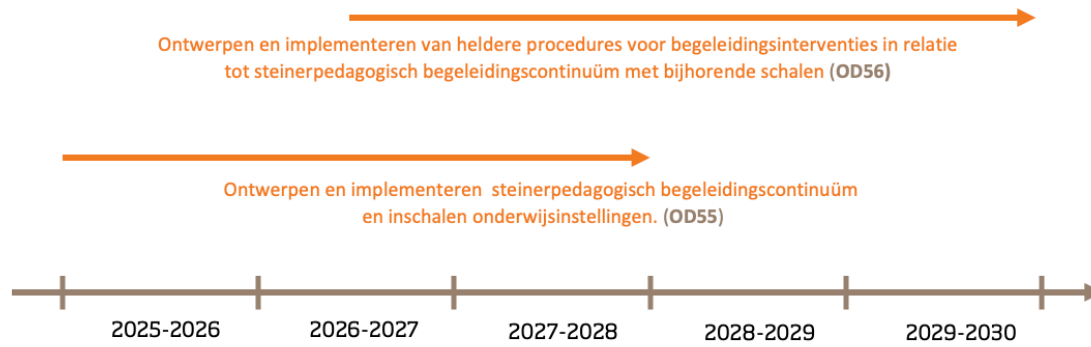 Ontwerpen en implementeren van heldere procedures voor begeleidingsinterventies in relatie
tot steinerpedagogisch begeleidingscontinuüm met bijhorende schalen (OD56)
Ontwerpen en implementeren steinerpedagogisch begeleidingscontinuüm
en inschalen onderwijsinstellingen. (OD55)
2025-2026 2026-2027 2027-2028 2028-2029 2029-2030